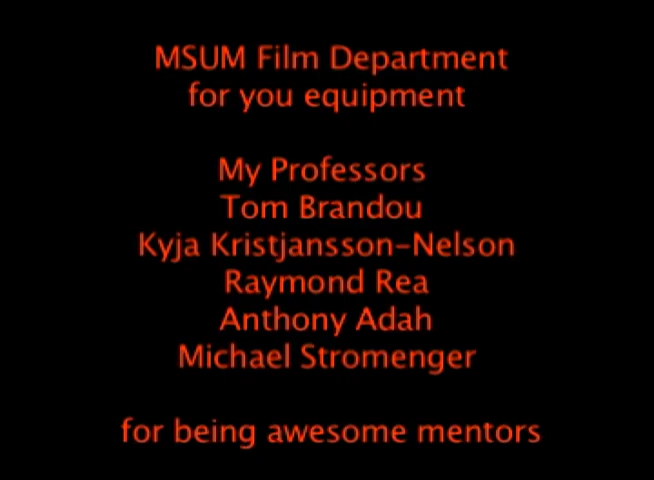 MSUM Film Department
for you equipment
My Professors
Tom Brandou
Kyja Kristjansson-Nelson
Raymond Rea
Anthony Adah
Michael Stromenger
for being awesome mentors